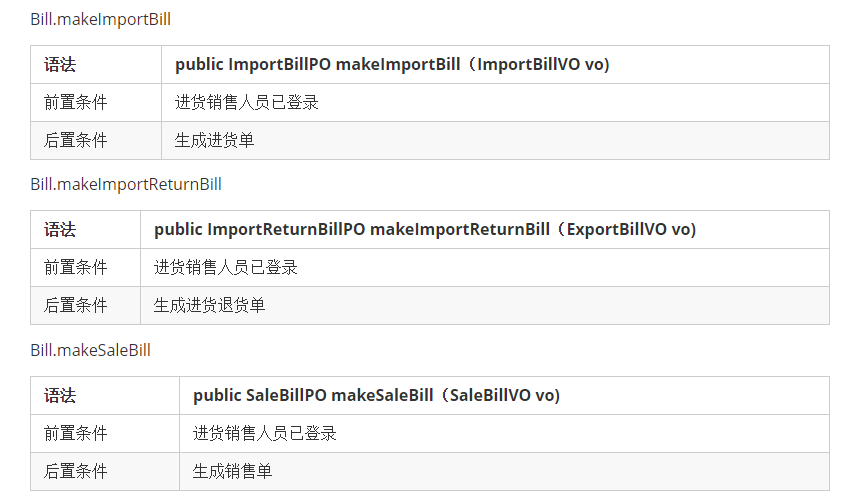 Bill.makeImportBill
语法 public ImportBillPO makeImportBill（ImportBillVO vo)
前置条件 进货销售人员已登录
后置条件 生成进货单
Bill.makeImportReturnBill
语法 public ImportReturnBillPO makeImportReturnBill（ExportBillVO vo)
前置条件 进货销售人员已登录
后置条件 生成进货退货单
Bill.makeSaleBill
语法 public SaleBillPO makeSaleBill（SaleBillVO vo)
前置条件 进货销售人员已登录
后置条件 生成销售单